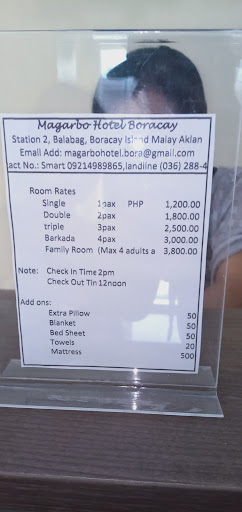 Magarbo Hotel Boracay
Station 2, Balabag, Boracay Island Malay Aklan
Email Add: magarbohotel.bora@gmail.com
act No.: Smart 09214989865, landline (036) 288-4
Room Rates
Single 1pax PHP 1,200.00
Double 2pax 1,800.00
triple 3pax 2,500.00
Barkada 4pax 3,000.00
Family Room (Max 4 adults a 3,800.00
Note: Check In Time 2pm
Check Out Tin 12noon
Add ons:
Extra Pillow 50
Blanket 50
Bed Sheet 50
Towels 20
Mattress 500